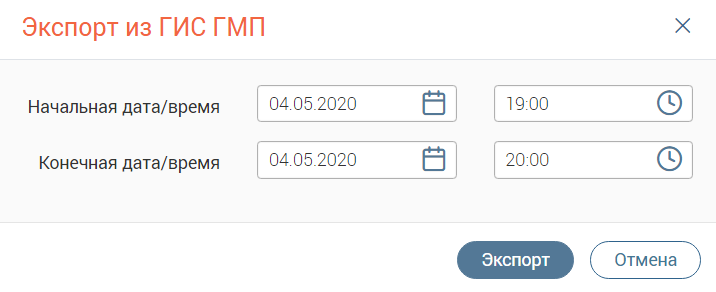 Экспорт из ГИС ГМП
Начальная дата/время 04.05.2020 19:00
Конечная дата/время 04.05.2020 20:00
Экспорт Отмена